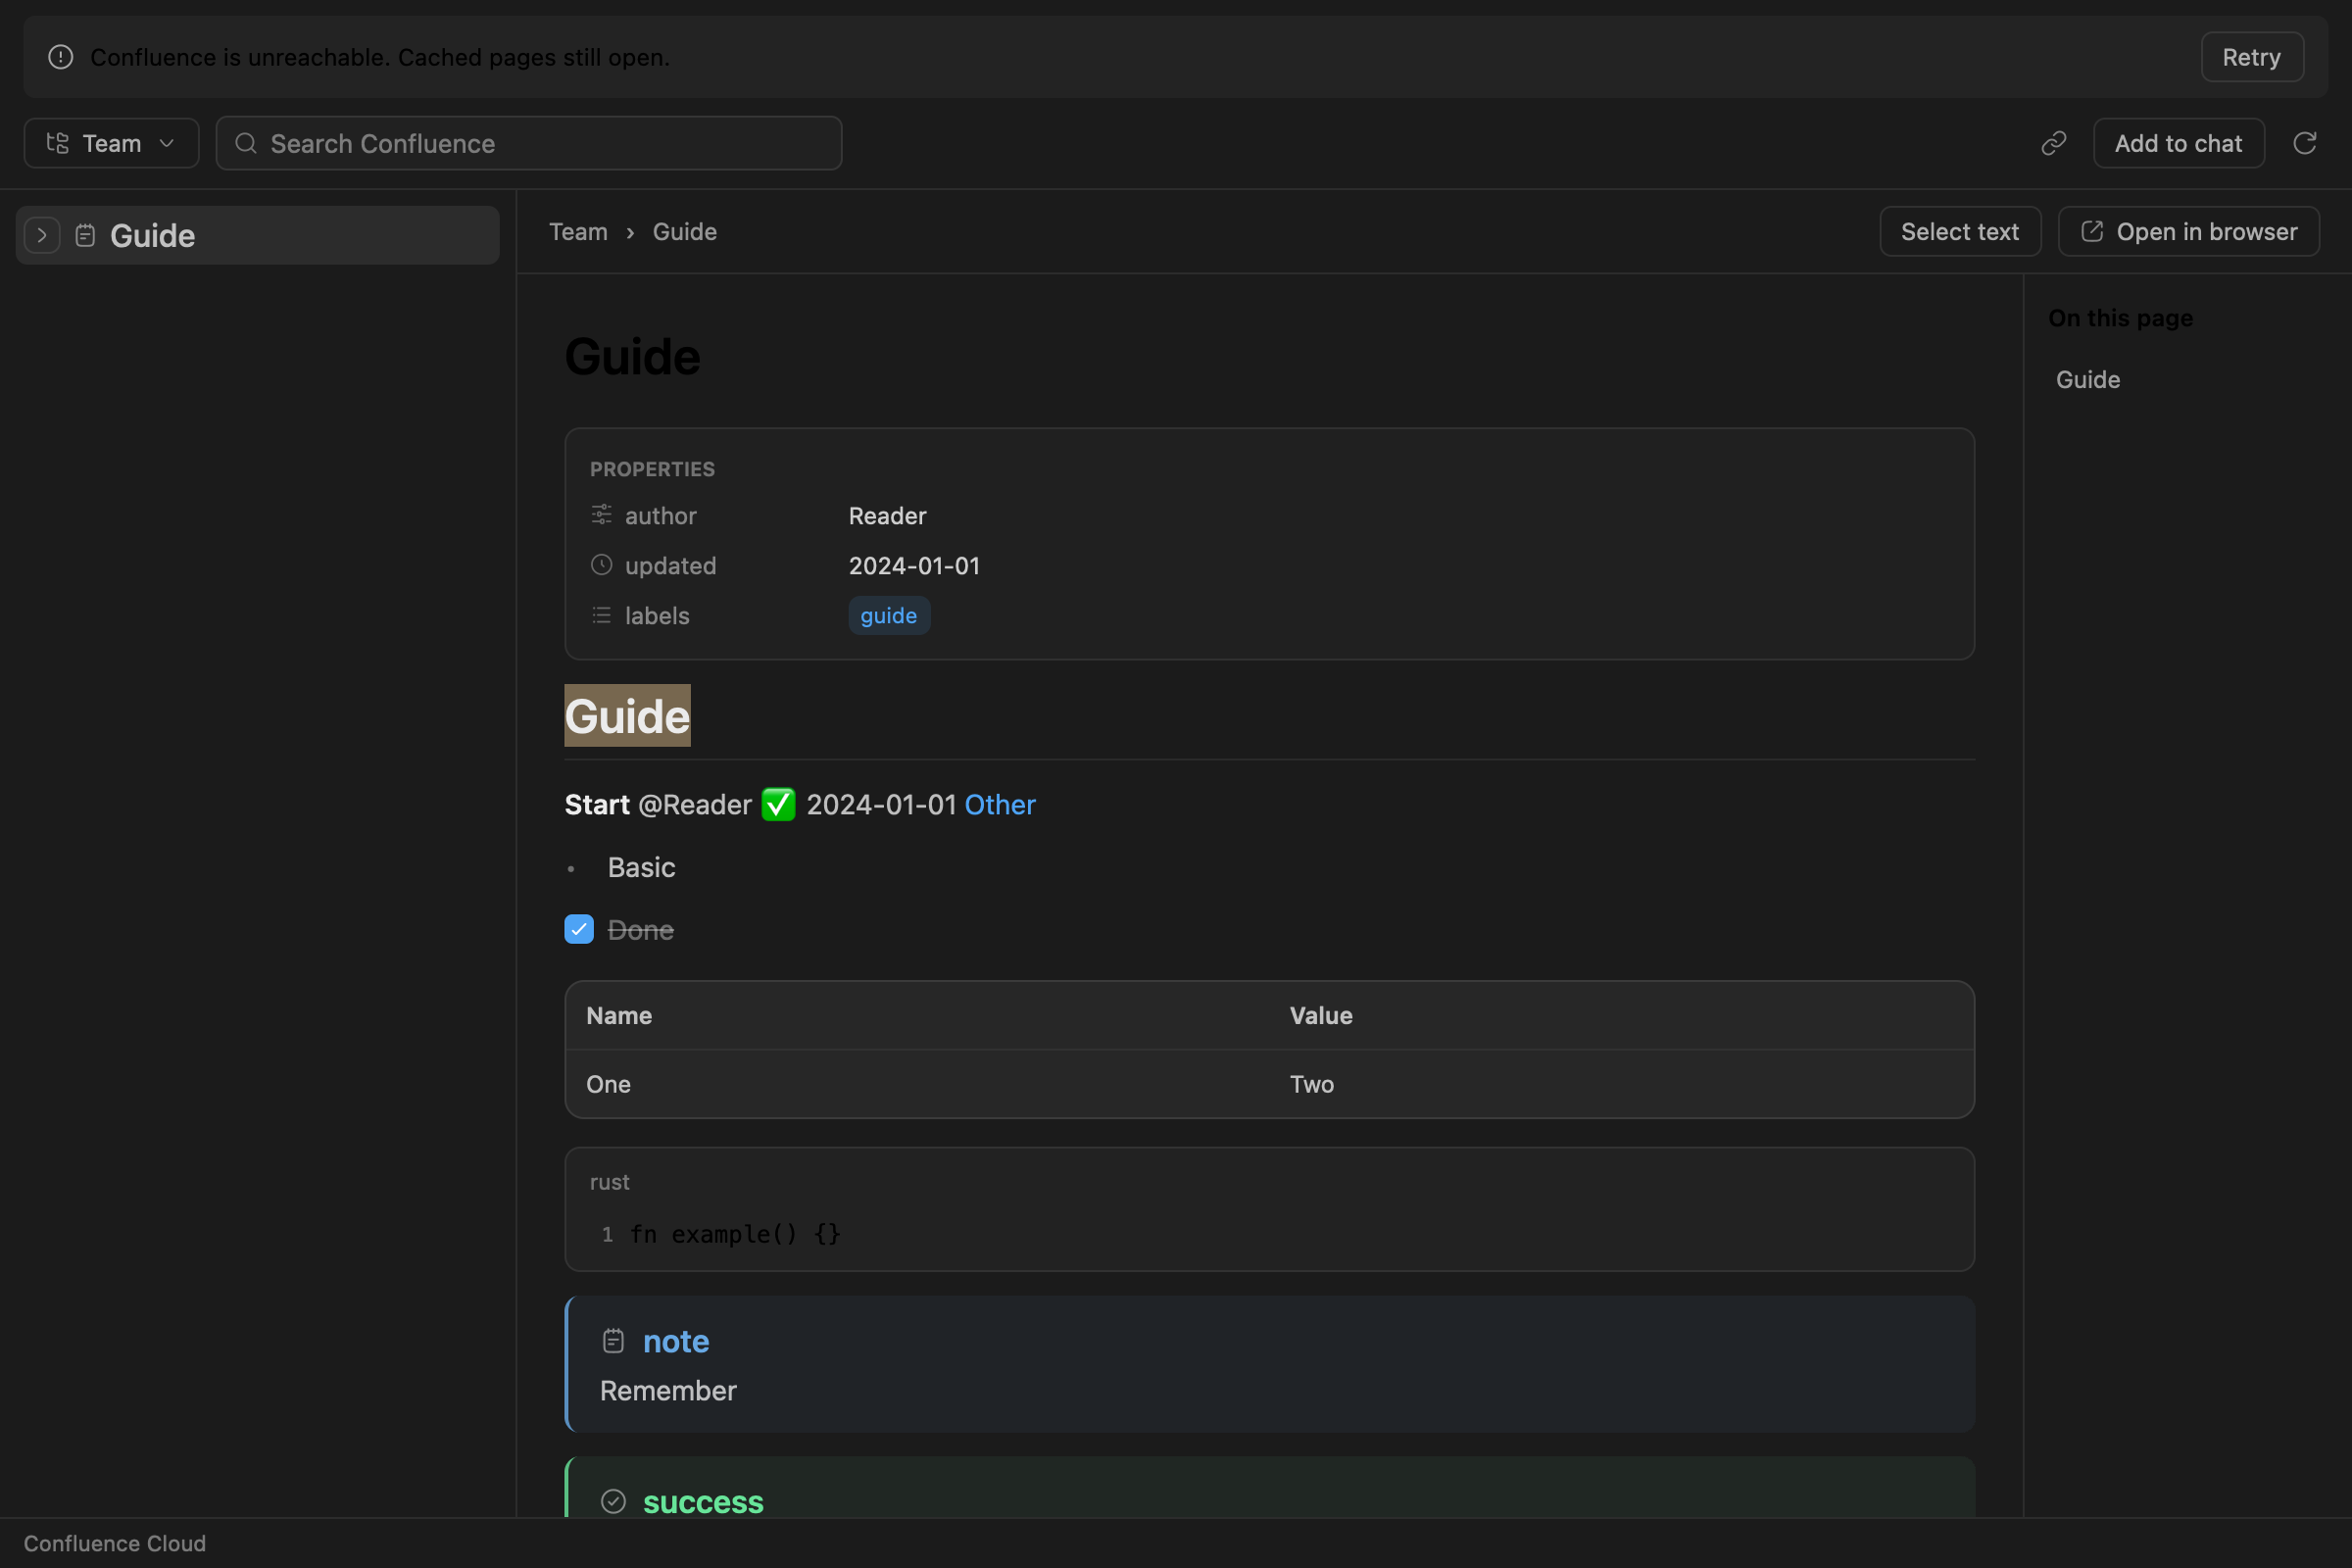 Confluence is unreachable. Cached pages still open.
Retry
Team
Search Confluence
Add to chat
Guide
Team › Guide
Select text
Open in browser
Guide
PROPERTIES
author Reader
updated 2024-01-01
labels guide
Guide
Start @Reader ✅ 2024-01-01 Other
• Basic
Done
Name Value
One Two
rust
1 fn example() {}
note
Remember
success
On this page
Guide
Confluence Cloud